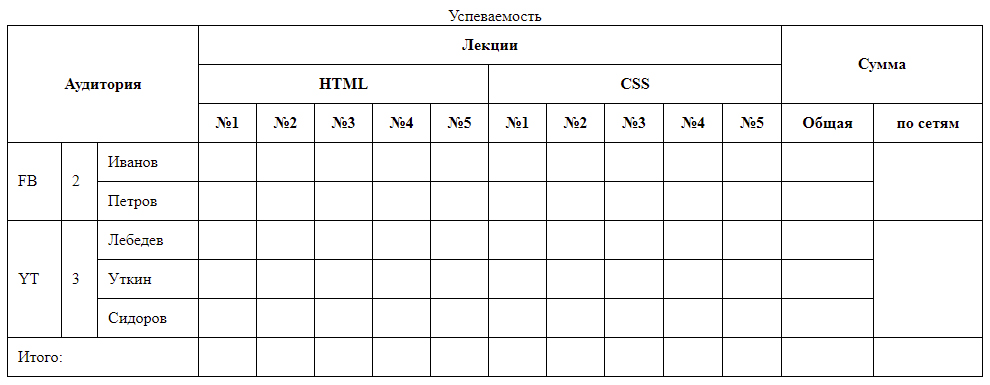 Успеваемость
Аудитория Лекции Сумма
HTML CSS
№1 №2 №3 №4 №5 №1 №2 №3 №4 №5 Общая по сетям
FB 2 Иванов
Петров
YT 3 Лебедев
Уткин
Сидоров
Итого: